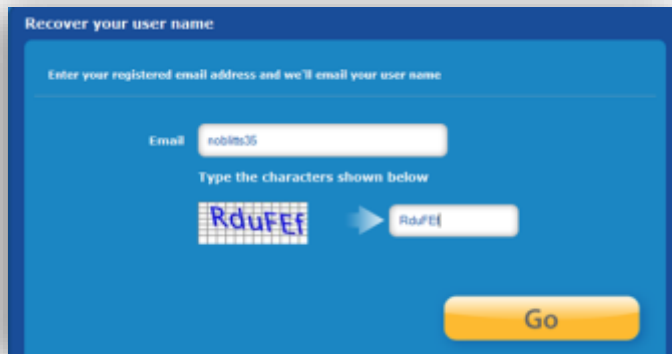 Recover your user name
Enter your registered email address and we'll email your user name
Email noblitts35
Type the characters shown below
RduFEf RduFEf
Go